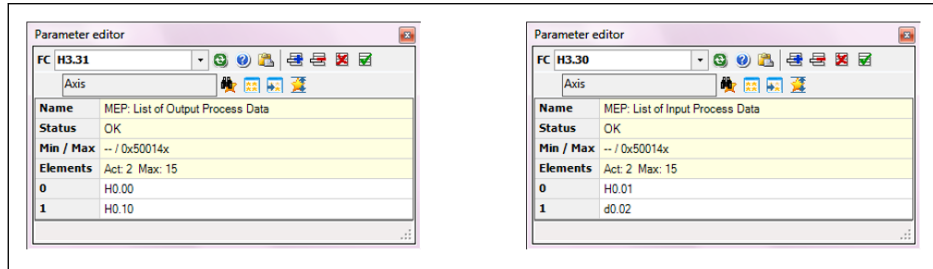 Parameter editor
FC H3.31
Axis
Name MEP: List of Output Process Data
Status OK
Min / Max -- / 0x50014x
Elements Act: 2 Max: 15
0 H0.00
1 H0.10
Parameter editor
FC H3.30
Axis
Name MEP: List of Input Process Data
Status OK
Min / Max -- / 0x50014x
Elements Act: 2 Max: 15
0 H0.01
1 d0.02